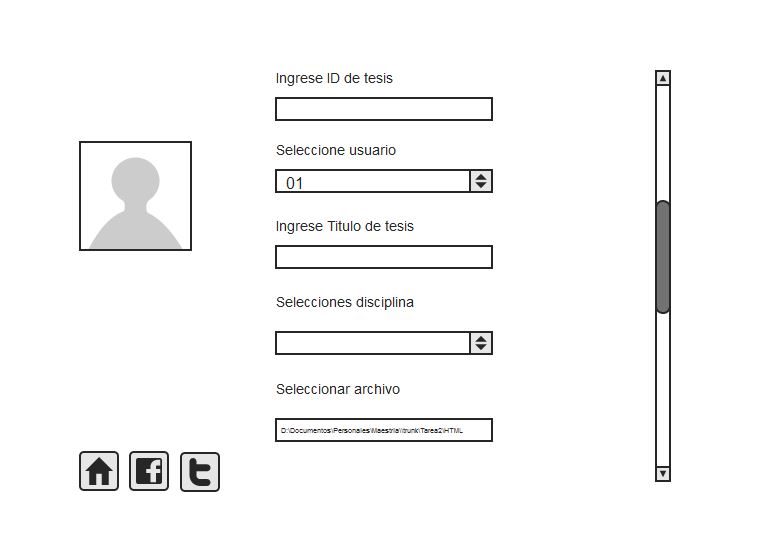 Ingrese ID de tesis
Seleccione usuario
01
Ingrese Titulo de tesis
Selecciones disciplina
Seleccionar archivo
D:\Documentos\Personales\Maestria\\trunk\Tarea2\HTML